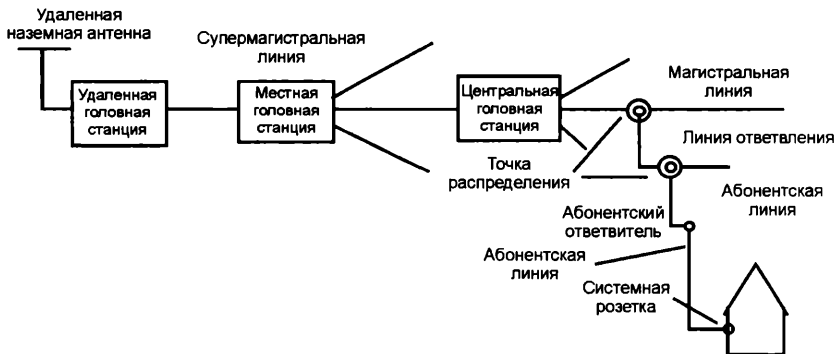 Удаленная
наземная антенна
Супермагистральная
линия
Удаленная
головная
станция
Местная
головная
станция
Центральная
головная
станция
Магистральная
линия
Линия ответвления
Точка
распределения
Абонентская
линия
Абонентский
ответвитель
Абонентская
линия
Системная
розетка